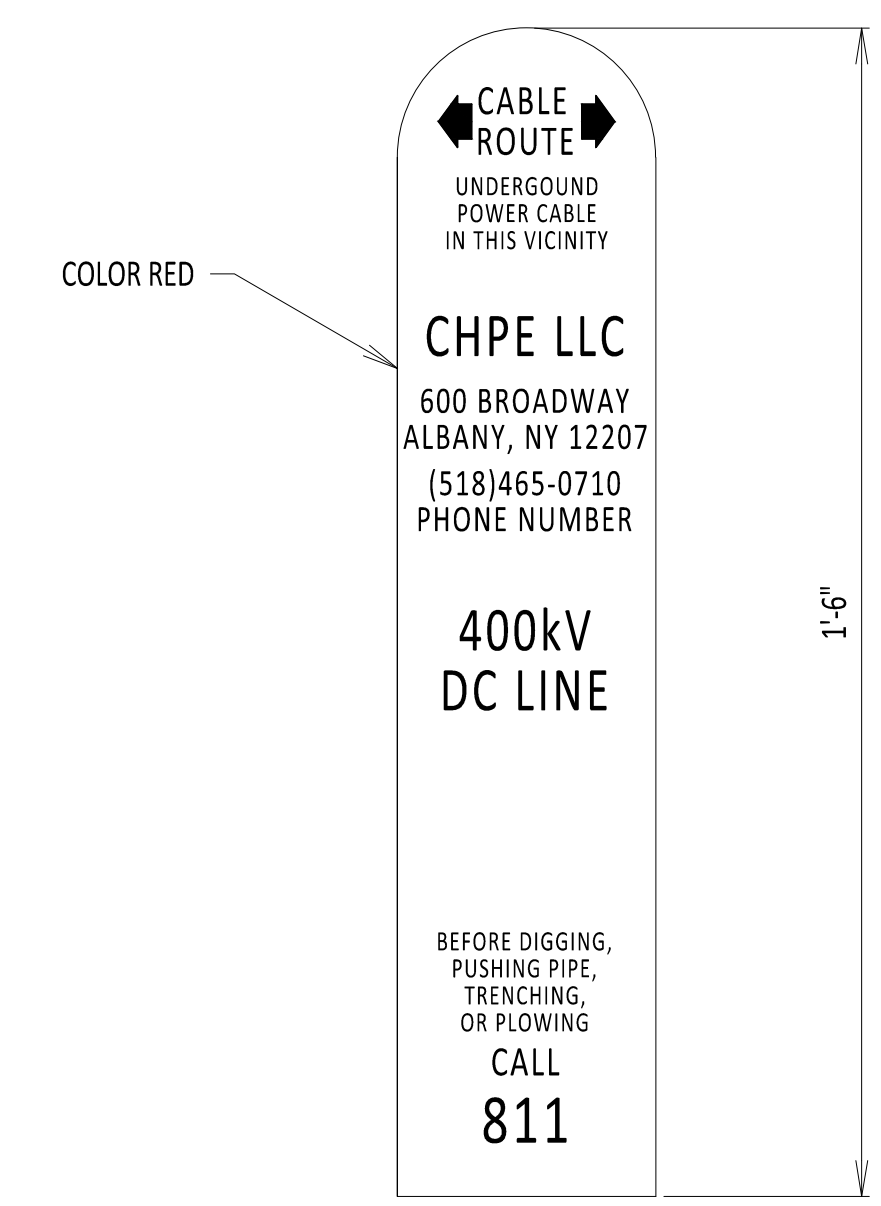 CABLE
ROUTE
UNDERGOUND
POWER CABLE
IN THIS VICINITY
COLOR RED
CHPE LLC
600 BROADWAY
ALBANY, NY 12207
(518)465-0710
PHONE NUMBER
400kV
DC LINE
1'-6"
BEFORE DIGGING,
PUSHING PIPE,
TRENCHING,
OR PLOWING
CALL
811